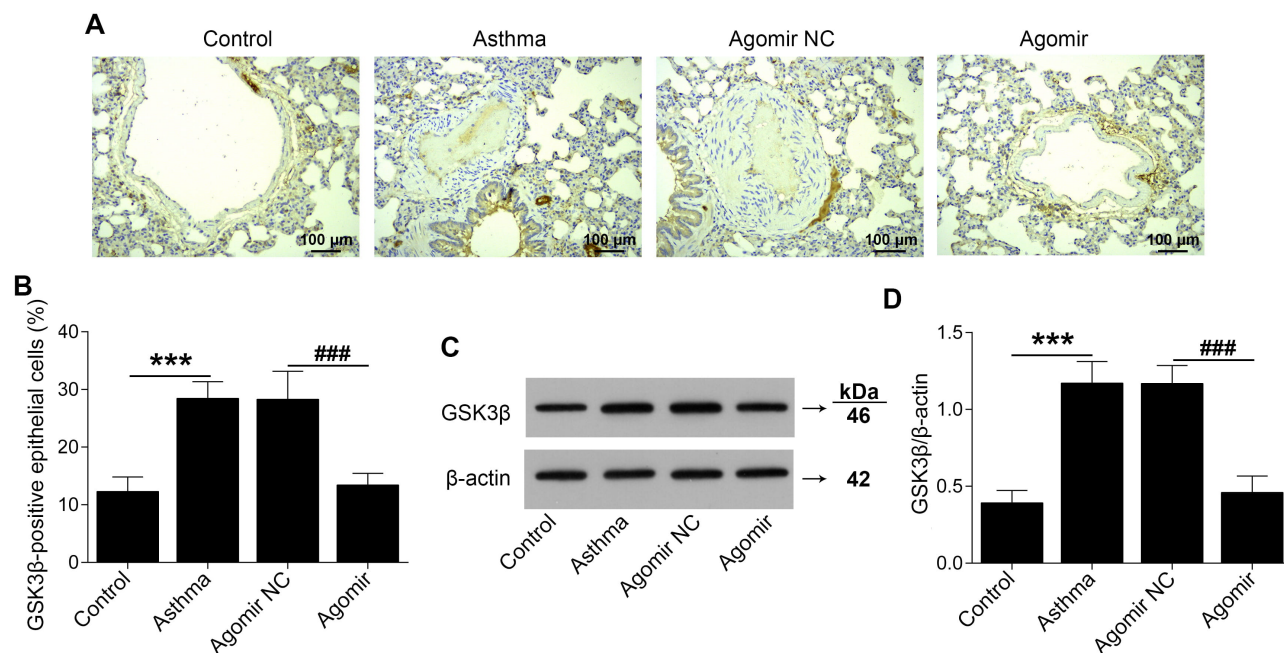 A
Control
Asthma
Agomir NC
Agomir
100 μm
100 μm
100 μm
100 μm
B
GSK3β-positive epithelial cells (%)
40
30
20
10
0
***
###
Control
Asthma
Agomir NC
Agomir
C
kDa
GSK3β
46
β-actin
42
Control
Asthma
Agomir NC
Agomir
D
GSK3β/β-actin
1.5
1.0
0.5
0.0
***
###
Control
Asthma
Agomir NC
Agomir